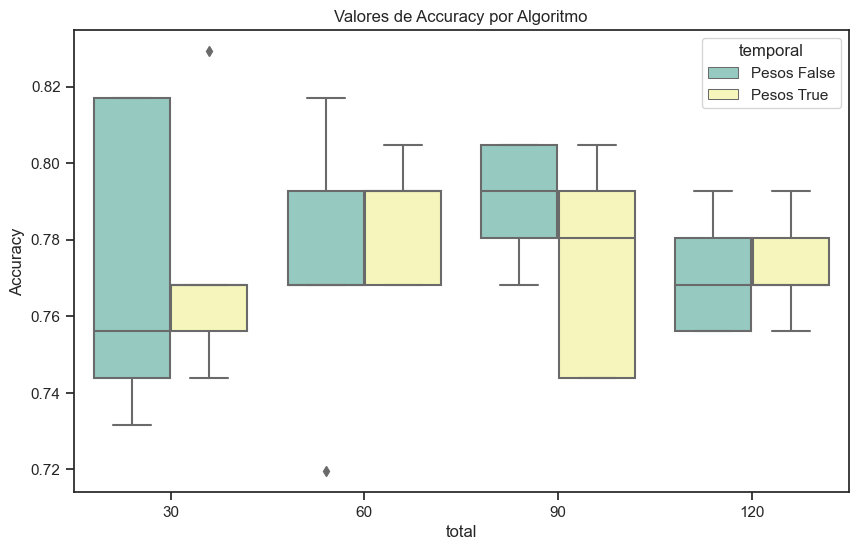 Valores de Accuracy por Algoritmo
temporal
Pesos False
Pesos True
Accuracy
0.82
0.80
0.78
0.76
0.74
0.72
30
60
90
120
total